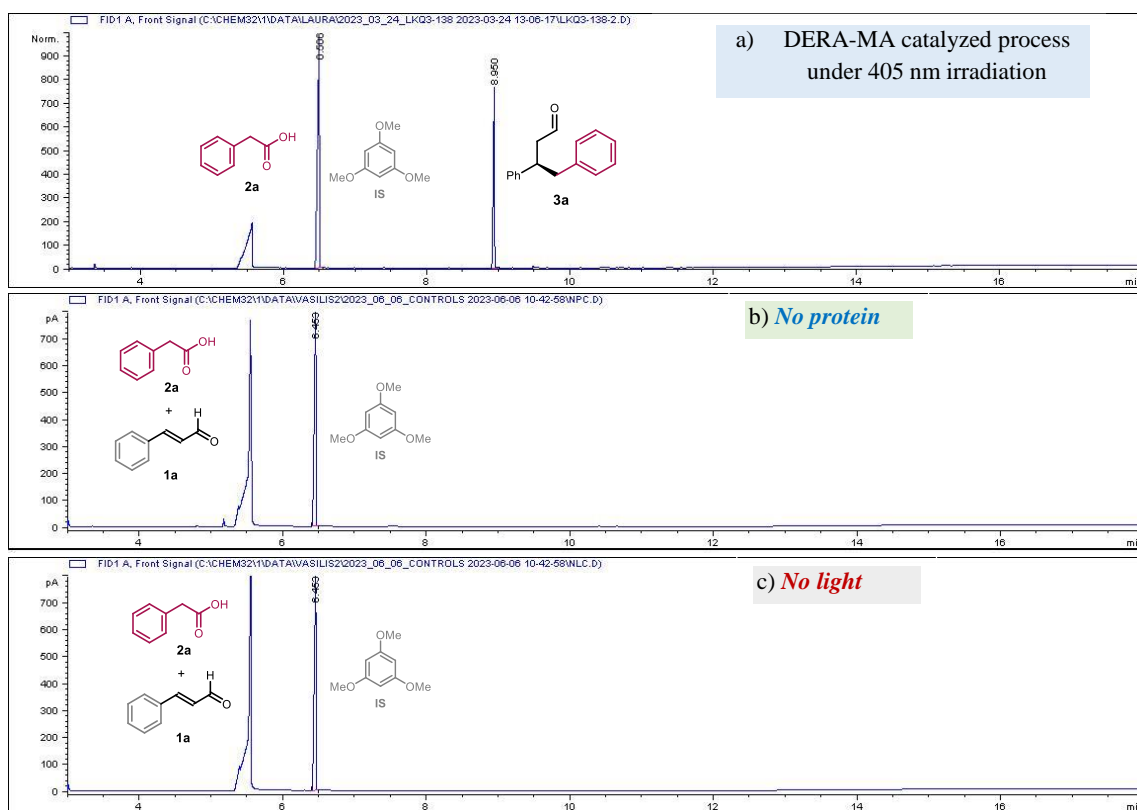 FID1 A, Front Signal (C:\CHEM32\1\DATA\LAURA\2023_03_24_LKQ3-138 2023-03-24 13-06-17\LKQ3-138-2.D)
Norm.
900
800
700
600
500
400
300
200
100
0
6.506
8.950
a) DERA-MA catalyzed process
under 405 nm irradiation
OH
O
2a
OMe
MeO
OMe
IS
O
Ph
3a
4
6
8
10
12
14
16
mi
FID1 A, Front Signal (C:\CHEM32\1\DATA\VASILIS2\2023_06_06_CONTROLS 2023-06-06 10-42-58\NPC.D)
pA
700
600
500
400
300
200
100
0
6.459
b) No protein
OH
O
2a
+
H
O
1a
OMe
MeO
OMe
IS
4
6
8
10
12
14
16
mi
FID1 A, Front Signal (C:\CHEM32\1\DATA\VASILIS2\2023_06_06_CONTROLS 2023-06-06 10-42-58\NLC.D)
pA
700
600
500
400
300
200
100
0
6.459
c) No light
OH
O
2a
+
H
O
1a
OMe
MeO
OMe
IS
4
6
8
10
12
14
16
mi